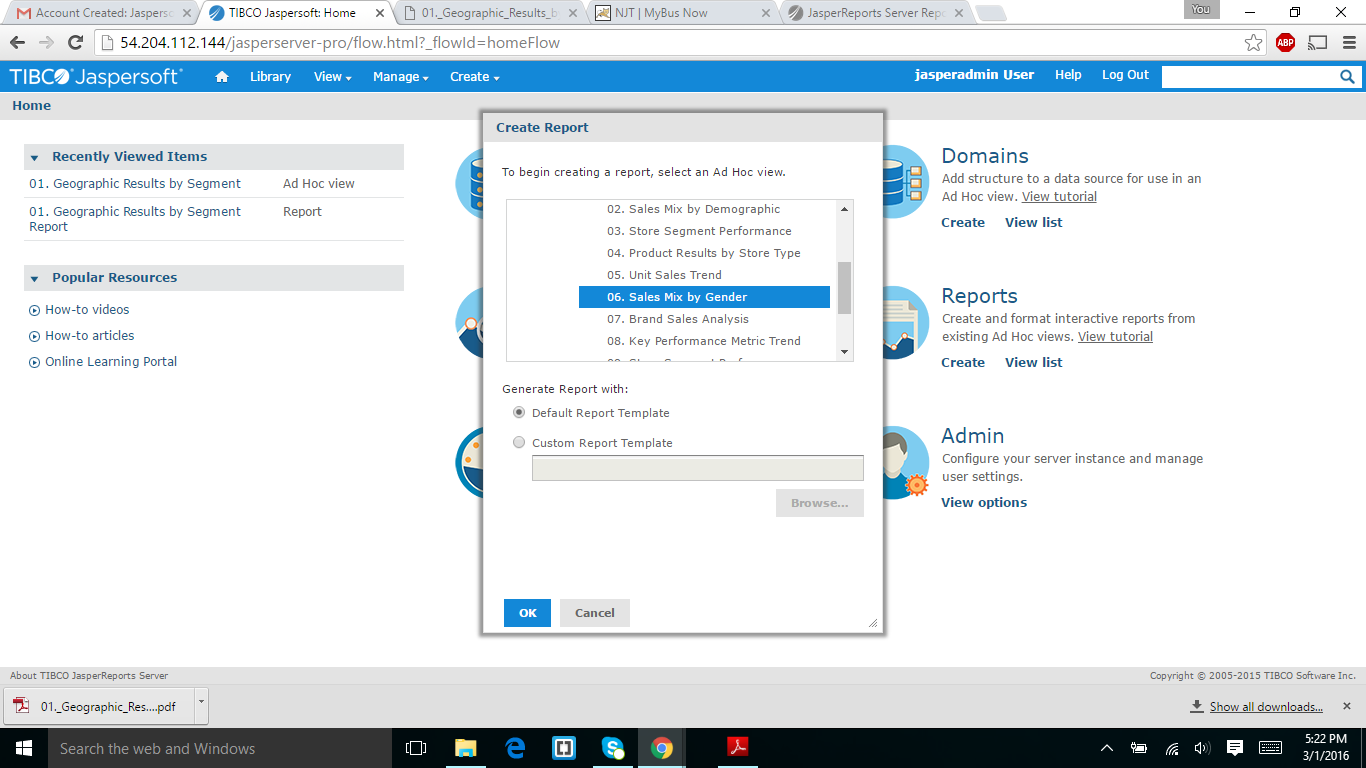 Account Created: Jasperso
TIBCO Jaspersoft: Home
01._Geographic_Results_b
NJT | MyBus Now
JasperReports Server Repo
You
54.204.112.144/jasperserver-pro/flow.html?_flowId=homeFlow
ABP
TIBCO Jaspersoft
Library
View
Manage
Create
jasperadmin User
Help
Log Out
Home
Recently Viewed Items
01. Geographic Results by Segment Ad Hoc view
01. Geographic Results by Segment Report
Report
Popular Resources
How-to videos
How-to articles
Online Learning Portal
Create Report
To begin creating a report, select an Ad Hoc view.
02. Sales Mix by Demographic
03. Store Segment Performance
04. Product Results by Store Type
05. Unit Sales Trend
06. Sales Mix by Gender
07. Brand Sales Analysis
08. Key Performance Metric Trend
Generate Report with:
Default Report Template
Custom Report Template
Browse...
OK
Cancel
Domains
Add structure to a data source for use in an
Ad Hoc view. View tutorial
Create View list
Reports
Create and format interactive reports from
existing Ad Hoc views. View tutorial
Create View list
Admin
Configure your server instance and manage
user settings.
View options
About TIBCO JasperReports Server
Copyright © 2005-2015 TIBCO Software Inc.
01._Geographic_Res....pdf
Show all downloads...
Search the web and Windows
5:22 PM
3/1/2016